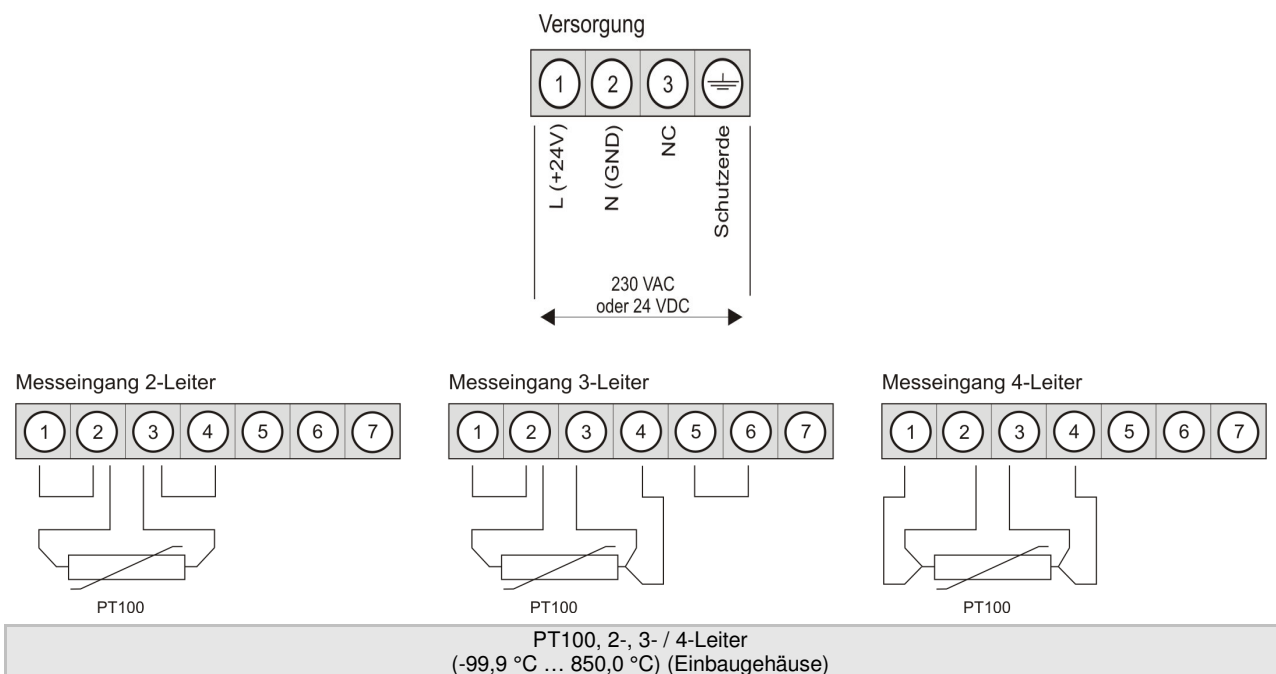 Versorgung
1 2 3
L (+24V)
N (GND)
NC
Schutzerde
230 VAC
oder 24 VDC
Messeingang 2-Leiter
1 2 3 4 5 6 7
PT100
Messeingang 3-Leiter
1 2 3 4 5 6 7
PT100
Messeingang 4-Leiter
1 2 3 4 5 6 7
PT100
PT100, 2-, 3- / 4-Leiter
(-99,9 °C … 850,0 °C) (Einbaugehäuse)